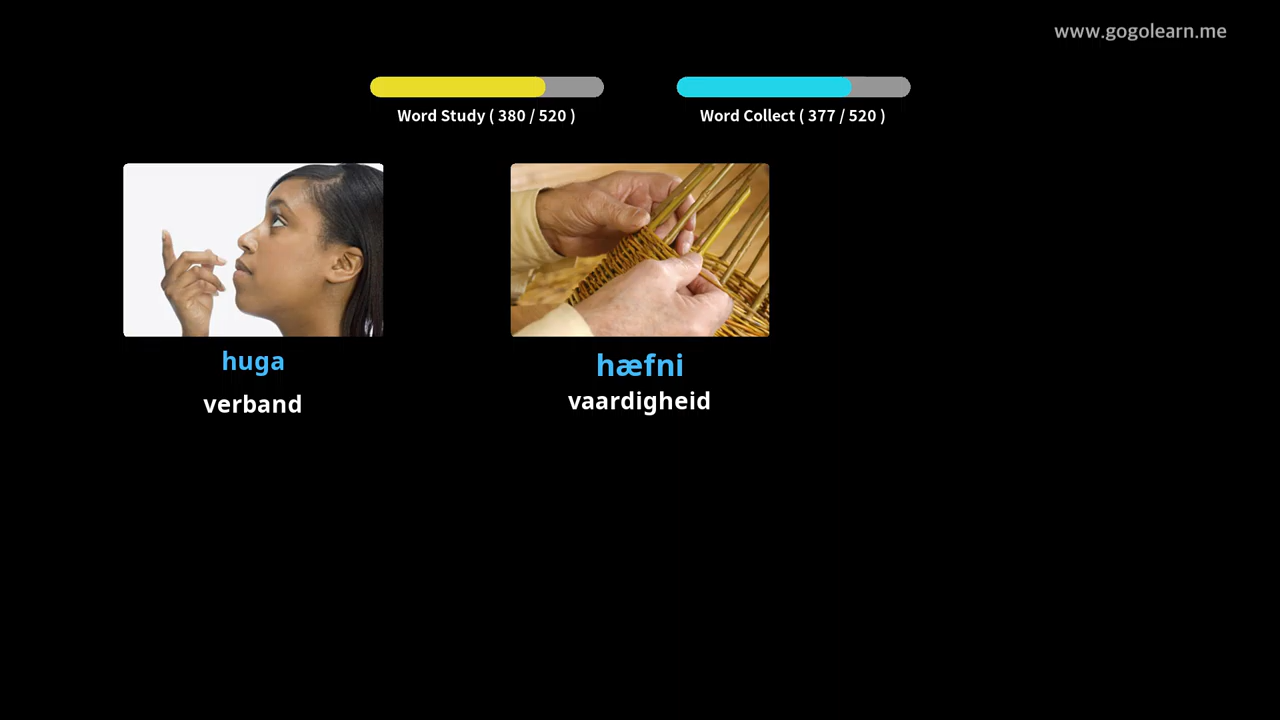 www.gogolearn.me
Word Study ( 380 / 520 )
Word Collect ( 377 / 520 )
huga
hæfni
verband
vaardigheid